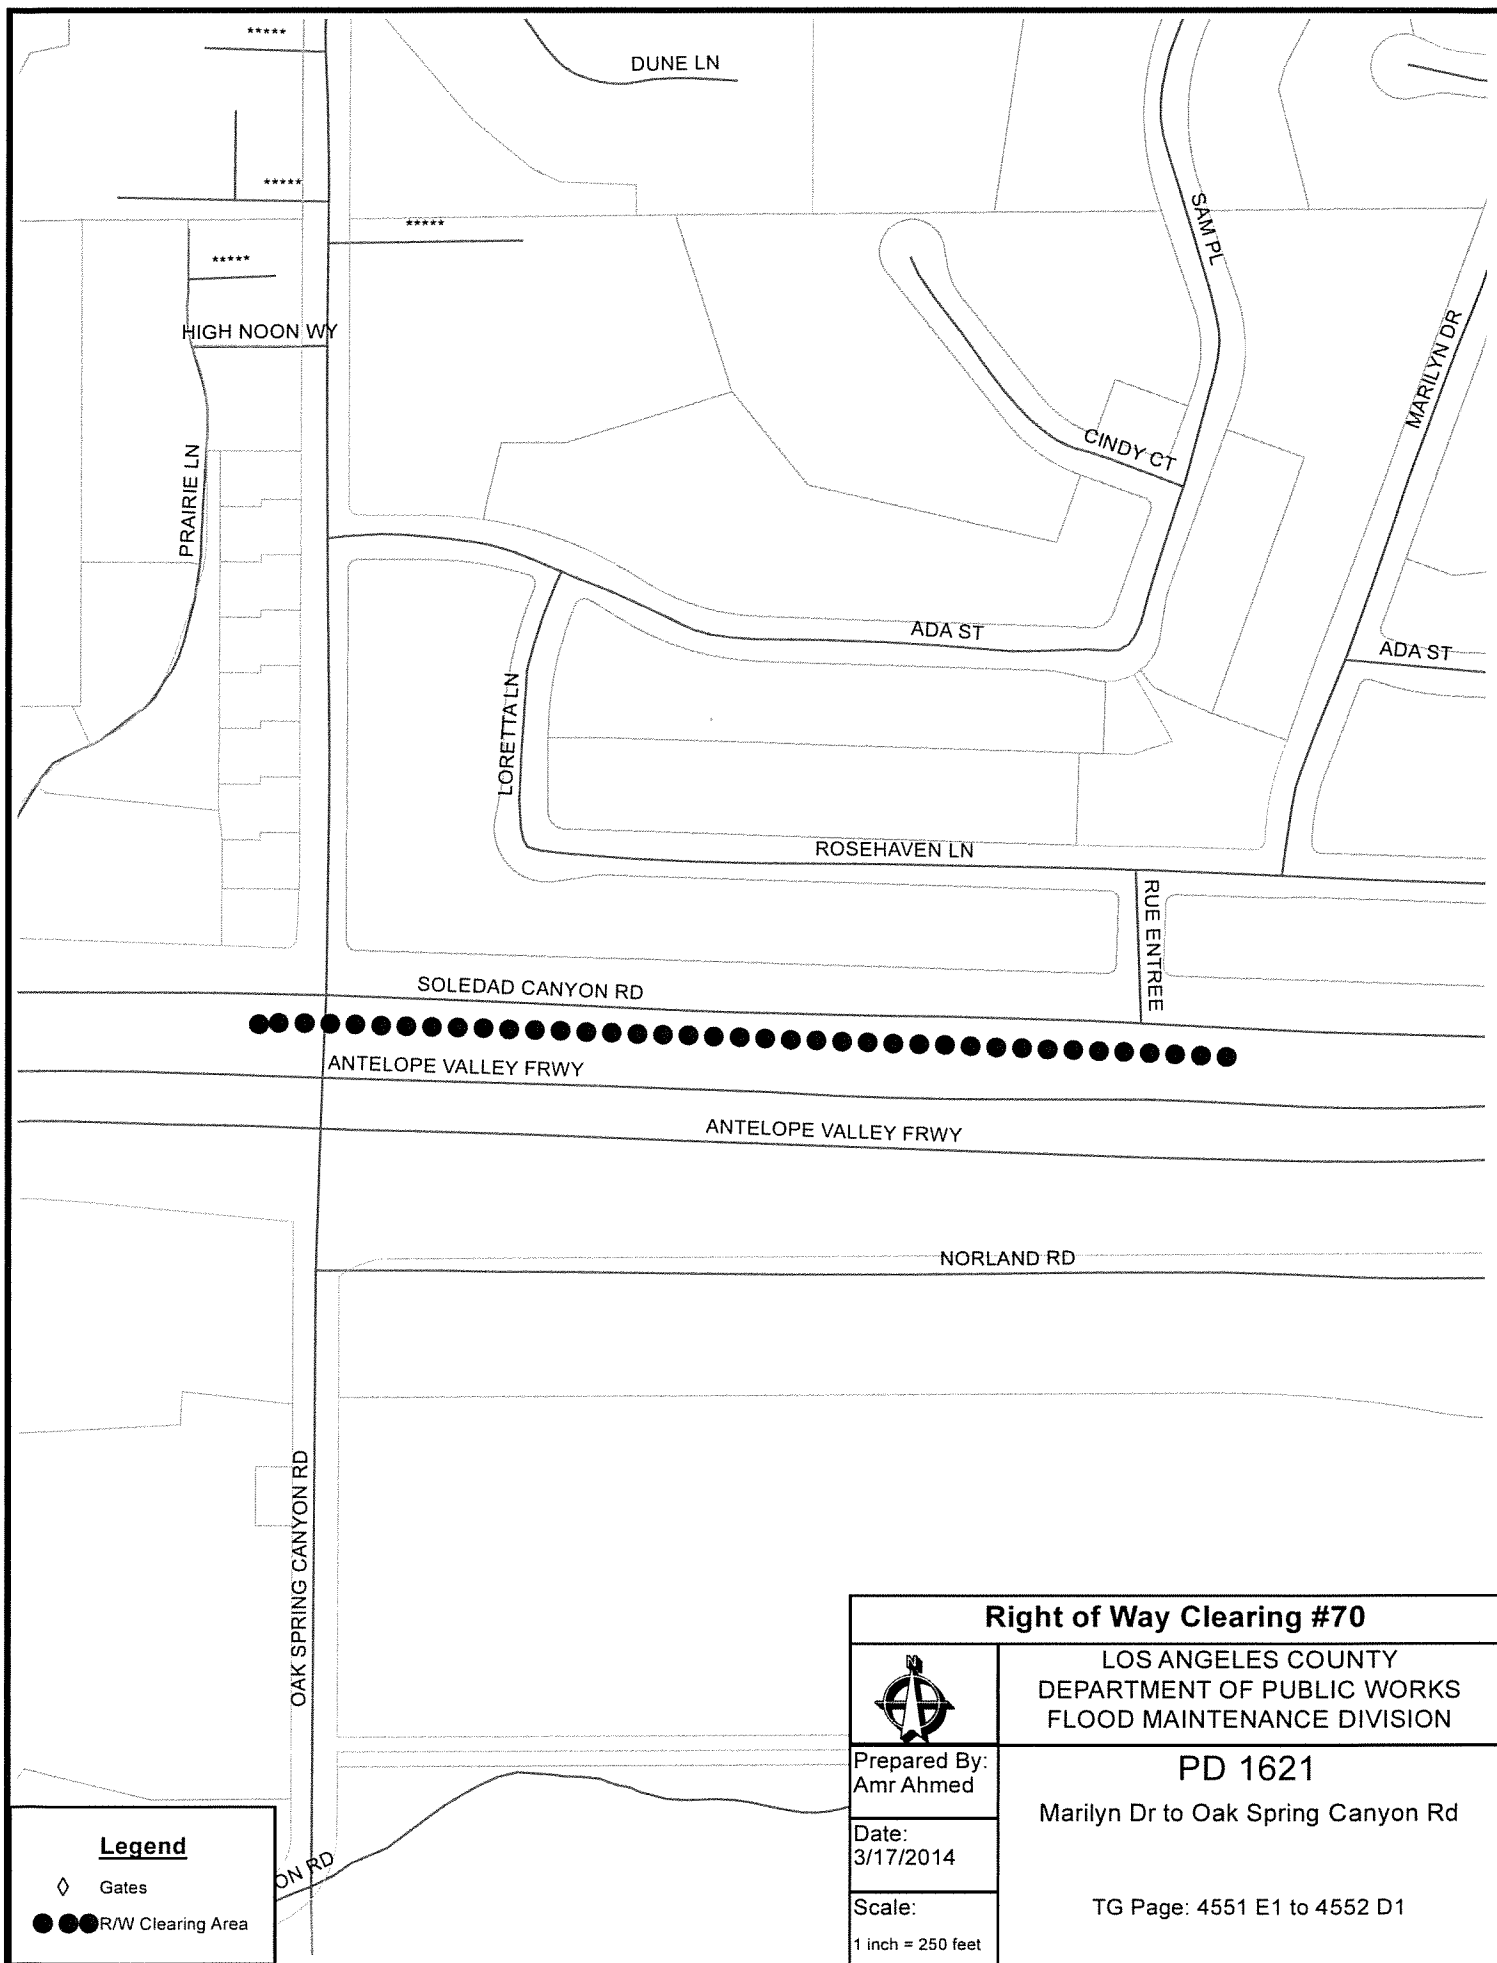 *****
DUNE LN
*****
SAM PL
*****
*****
HIGH NOON WY
MARILYN DR
CINDY CT
PRAIRIE LN
ADA ST
ADA ST
LORETTA LN
ROSEHAVEN LN
RUE ENTREE
SOLEDAD CANYON RD
ANTELOPE VALLEY FRWY
ANTELOPE VALLEY FRWY
NORLAND RD
OAK SPRING CANYON RD
ON RD
Legend
Gates
R/W Clearing Area
Right of Way Clearing #70
N
LOS ANGELES COUNTY
DEPARTMENT OF PUBLIC WORKS
FLOOD MAINTENANCE DIVISION
Prepared By:
Amr Ahmed
PD 1621
Marilyn Dr to Oak Spring Canyon Rd
Date:
3/17/2014
Scale:
1 inch = 250 feet
TG Page: 4551 E1 to 4552 D1